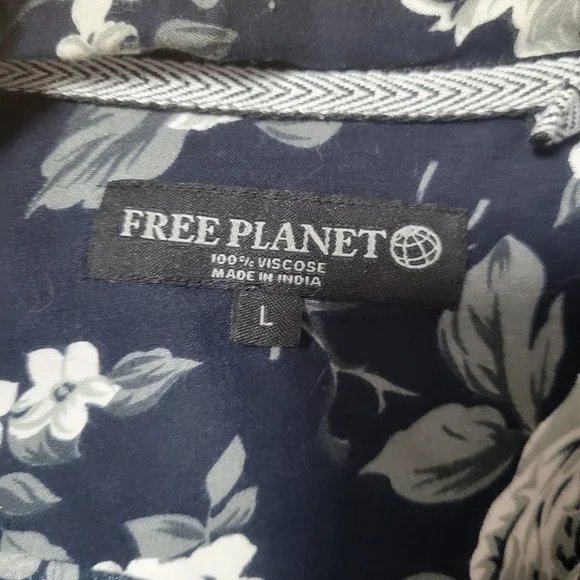 FREE PLANET
100% VISCOSE
MADE IN INDIA
L